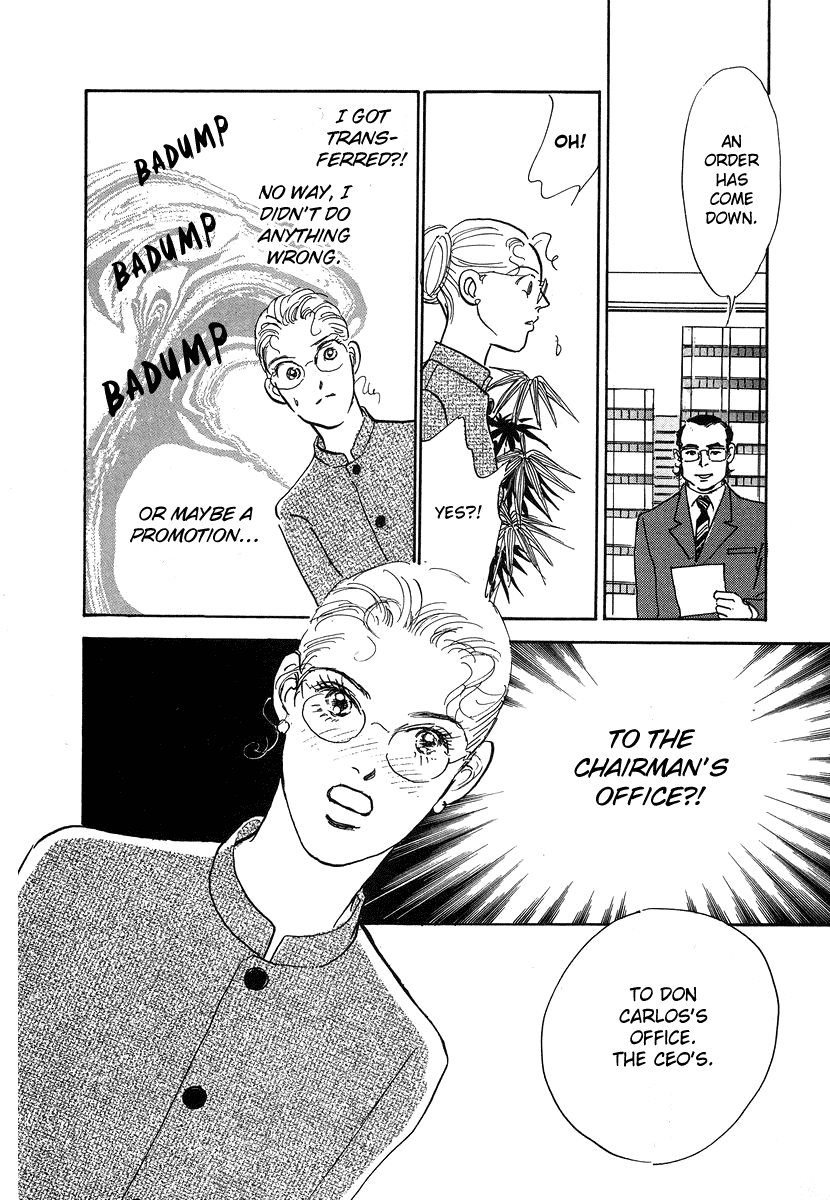 AN
ORDER
HAS
COME
DOWN.
OH!
YES?!
I GOT
TRANS-
FERRED?!
NO WAY, I
DIDN'T DO
ANYTHING
WRONG.
BADUMP
BADUMP
BADUMP
OR MAYBE A
PROMOTION...
TO THE
CHAIRMAN'S
OFFICE?!
TO DON
CARLOS'S
OFFICE.
THE CEO'S.